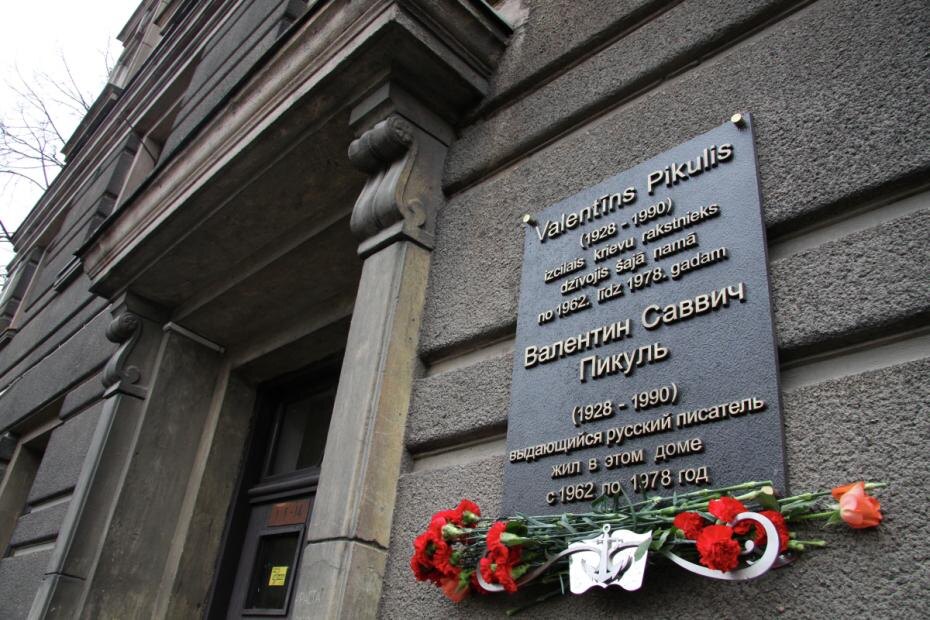 Valentīns Pikulis
(1928 - 1990)
izcilais krievu rakstnieks
dzīvojis šajā namā
no 1962. līdz 1978. gadam
Валентин Саввич
Пикуль
(1928 - 1990)
выдающийся русский писатель
жил в этом доме
с 1962 по 1978 год